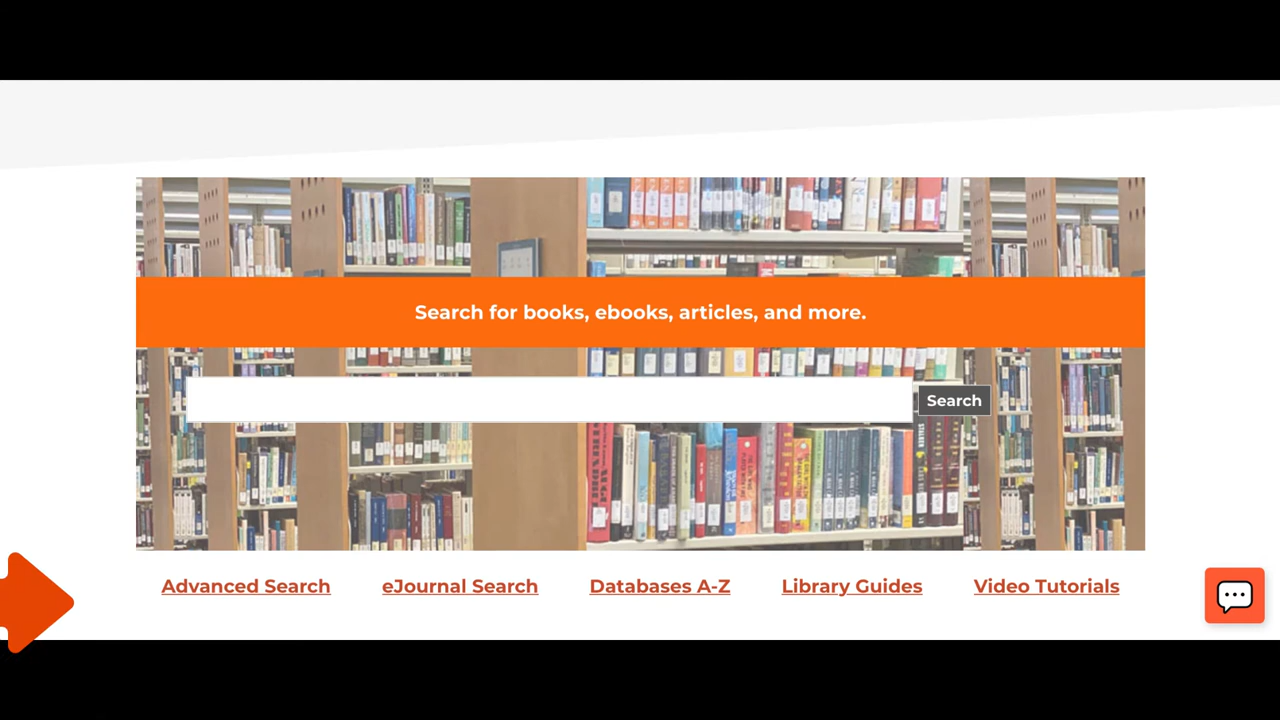 Search for books, ebooks, articles, and more.
Search
Advanced Search eJournal Search Databases A-Z Library Guides Video Tutorials